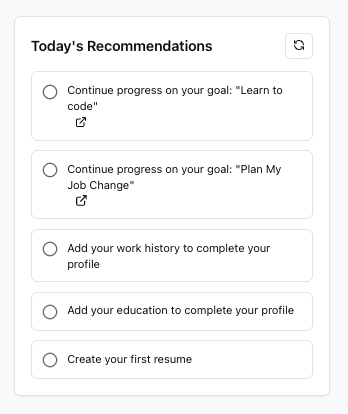 Today's Recommendations
Continue progress on your goal: "Learn to
code"
Continue progress on your goal: "Plan My
Job Change"
Add your work history to complete your
profile
Add your education to complete your profile
Create your first resume